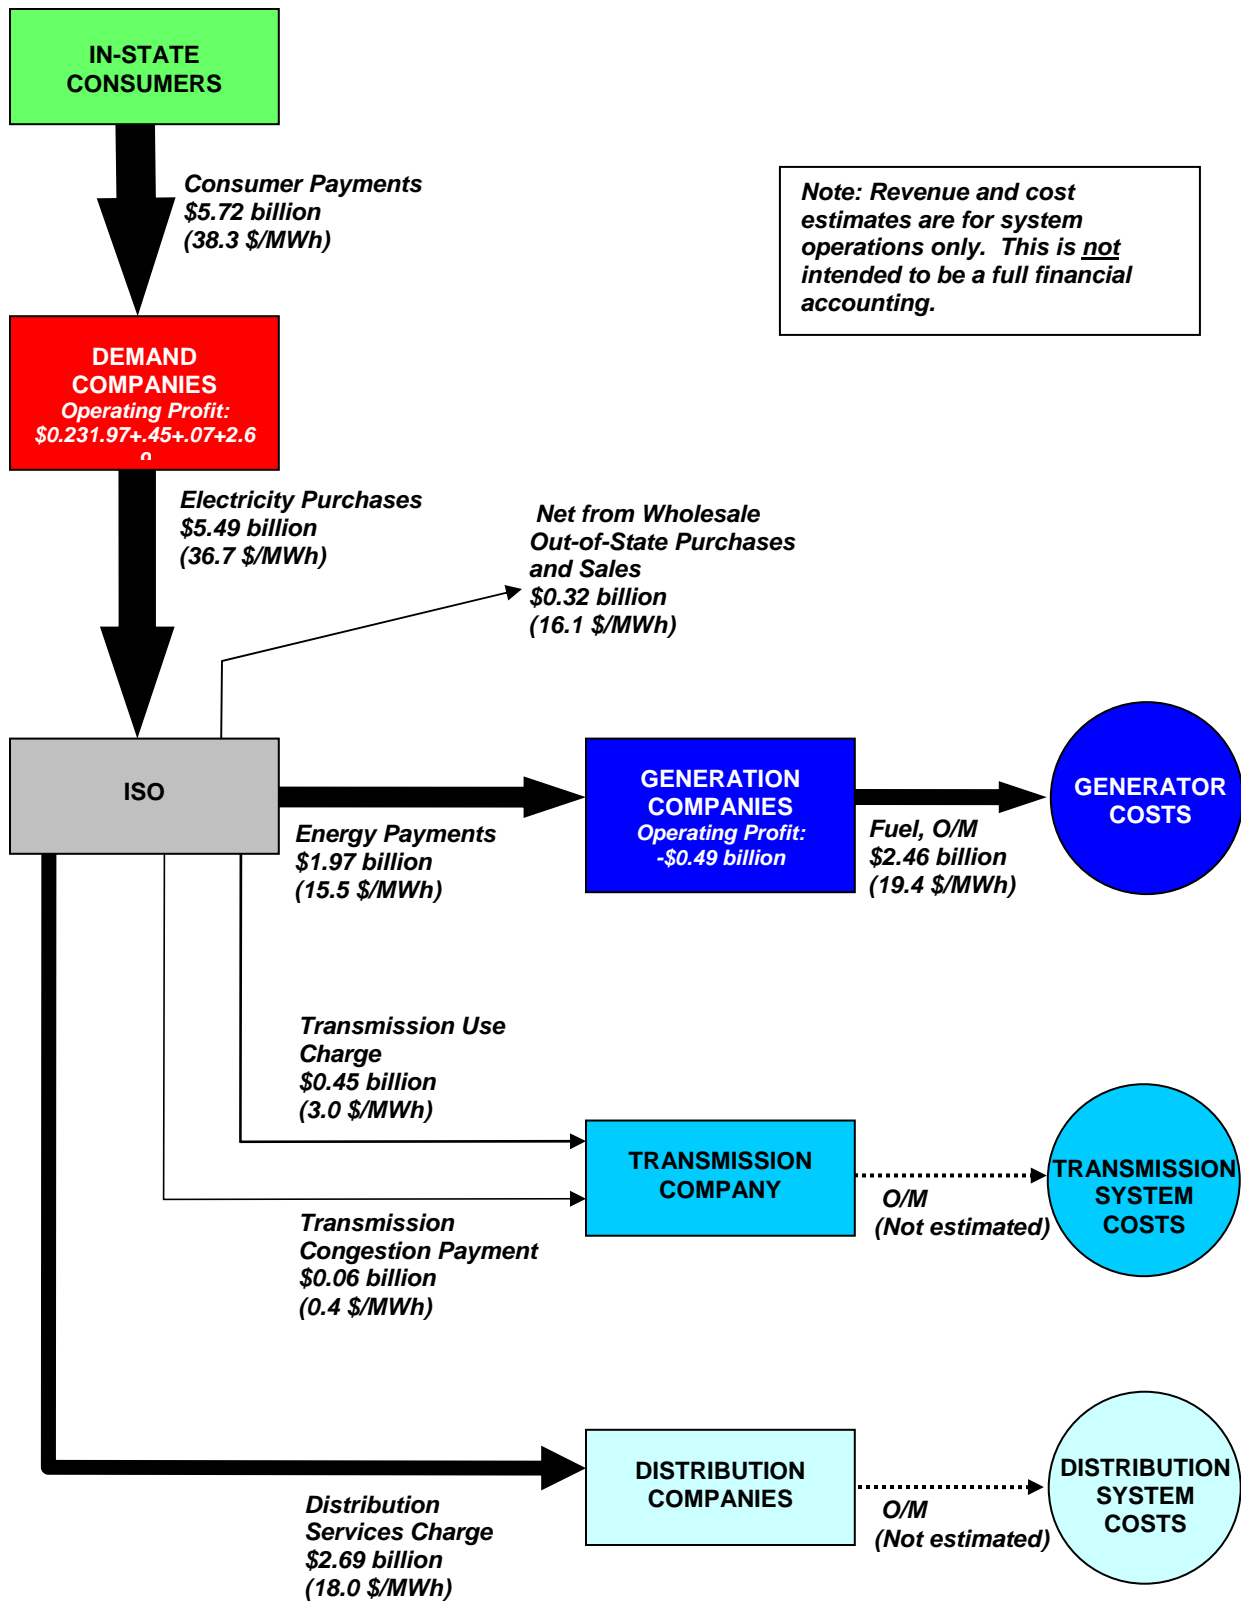 IN-STATE
CONSUMERS
Consumer Payments
$5.72 billion
(38.3 $/MWh)
Note: Revenue and cost
estimates are for system
operations only.  This is not
intended to be a full financial
accounting.
DEMAND
COMPANIES
Operating Profit:
$0.231.97+.45+.07+2.6
Electricity Purchases
$5.49 billion
(36.7 $/MWh)
Net from Wholesale
Out-of-State Purchases
and Sales
$0.32 billion
(16.1 $/MWh)
ISO
Energy Payments
$1.97 billion
(15.5 $/MWh)
GENERATION
COMPANIES
Operating Profit:
-$0.49 billion
Fuel, O/M
$2.46 billion
(19.4 $/MWh)
GENERATOR
COSTS
Transmission Use
Charge
$0.45 billion
(3.0 $/MWh)
Transmission
Congestion Payment
$0.06 billion
(0.4 $/MWh)
TRANSMISSION
COMPANY
O/M
(Not estimated)
TRANSMISSION
SYSTEM
COSTS
Distribution
Services Charge
$2.69 billion
(18.0 $/MWh)
DISTRIBUTION
COMPANIES
O/M
(Not estimated)
DISTRIBUTION
SYSTEM
COSTS